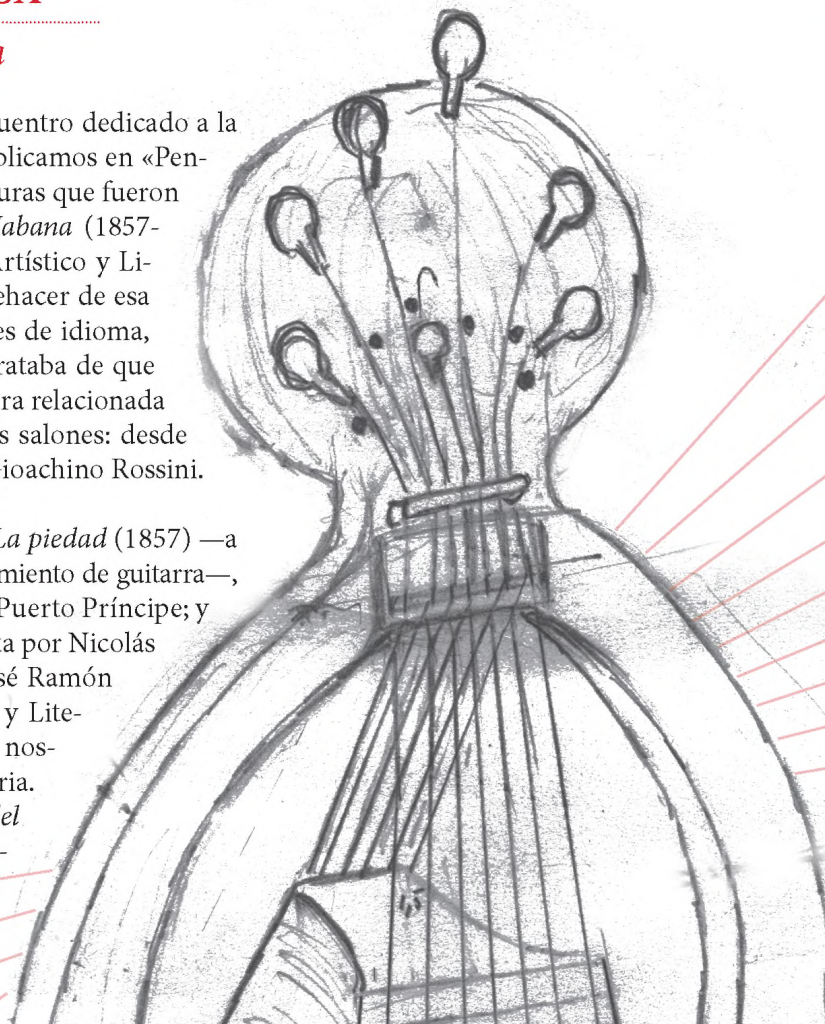 uentro dedicado a la
blicamos en «Pen-
uras que fueron
abana (1857-
rtístico y Li-
ehacer de esa
es de idioma,
rataba de que
ra relacionada
s salones: desde
ioachino Rossini.
La piedad (1857) —a
miento de guitarra—,
Puerto Príncipe; y
ta por Nicolás
sé Ramón
y Lite-
nos-
ria.
el